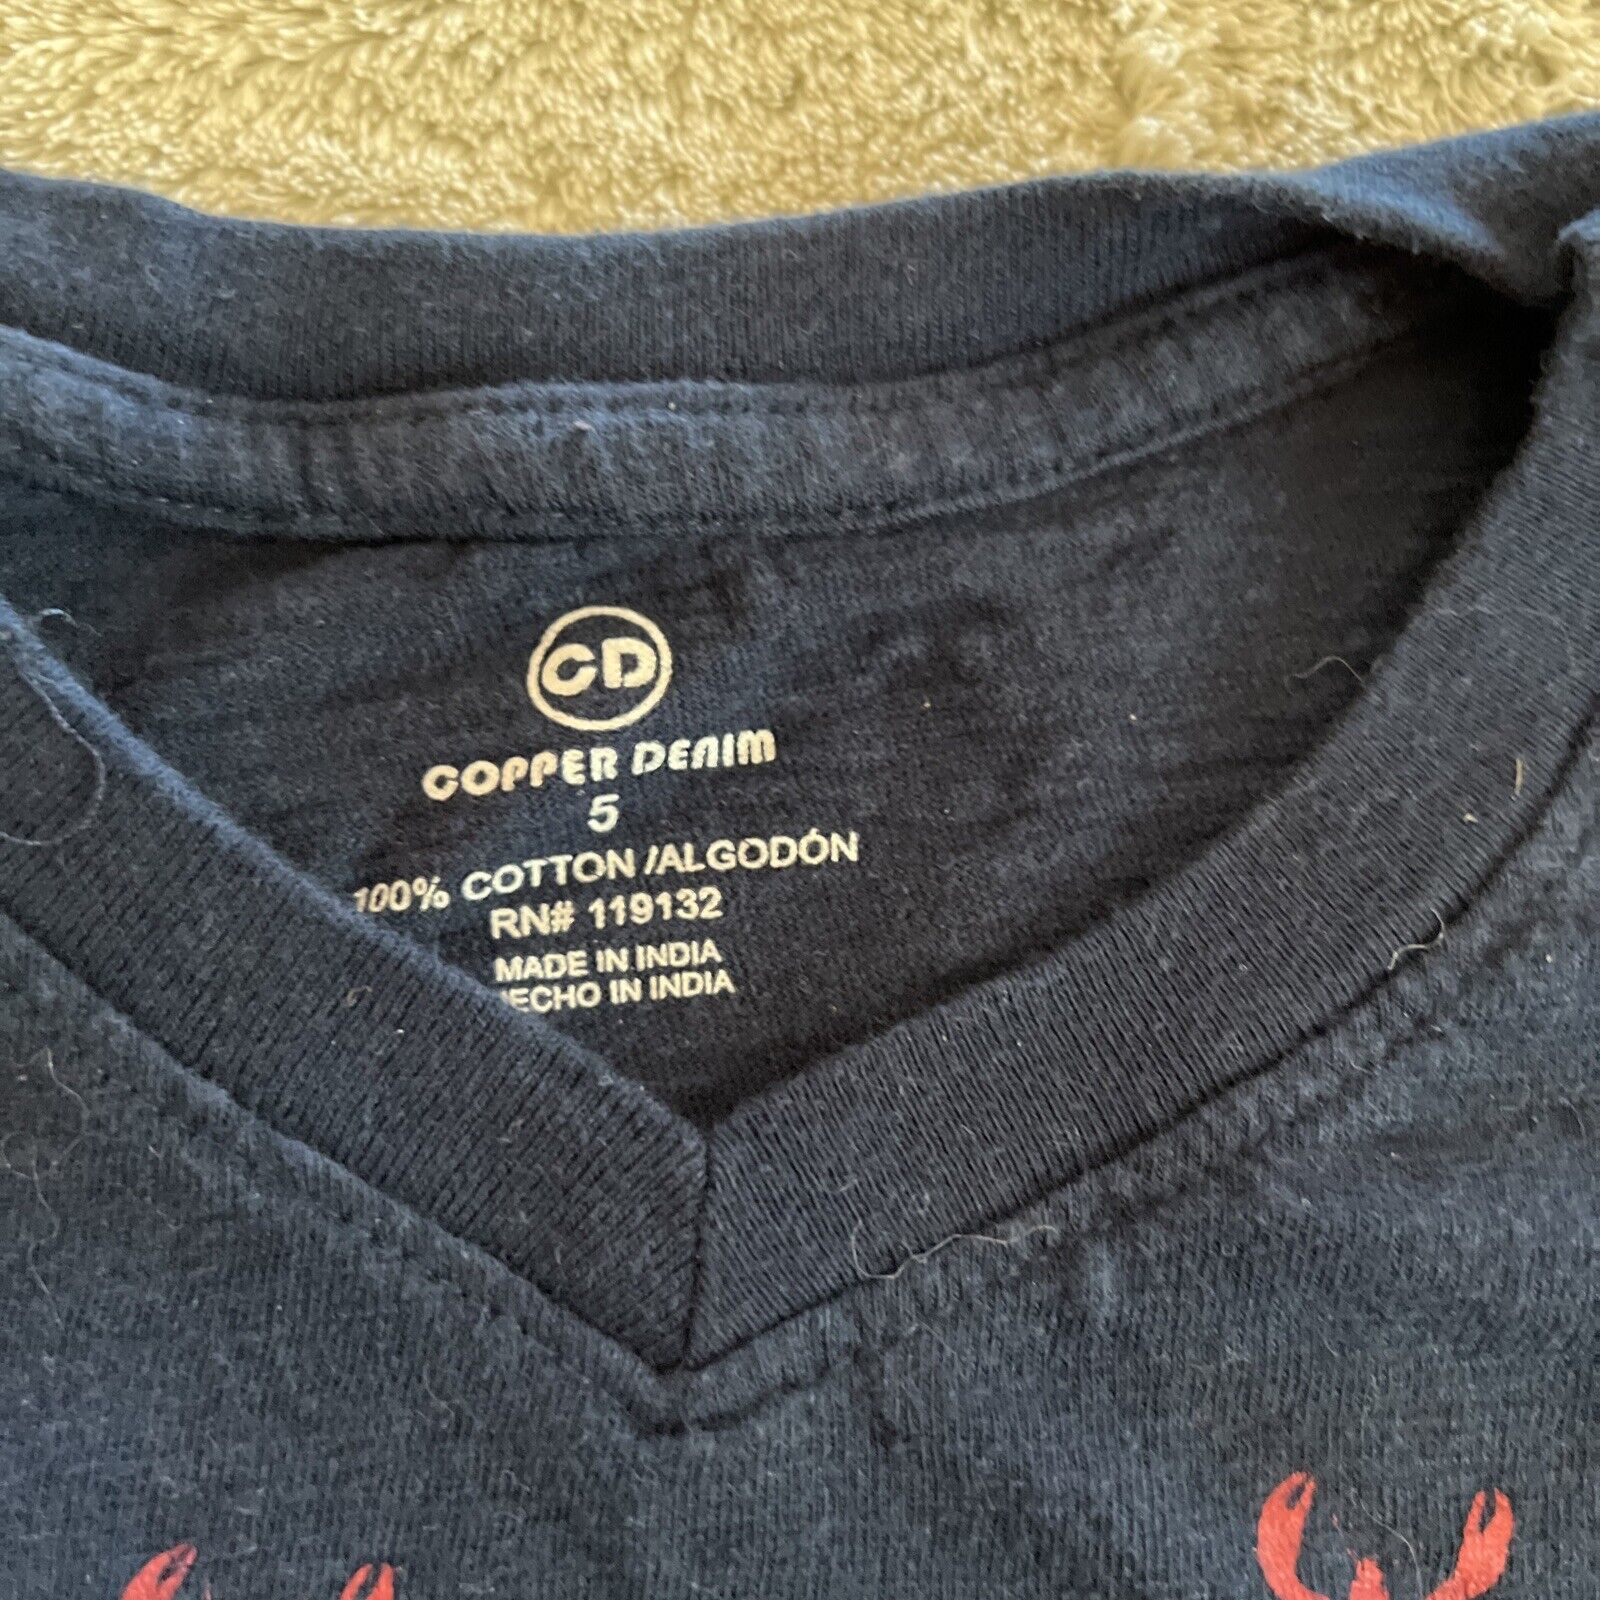 CD
COPPER DENIM
5
100% COTTON /ALGODÓN
RN# 119132
MADE IN INDIA
HECHO IN INDIA